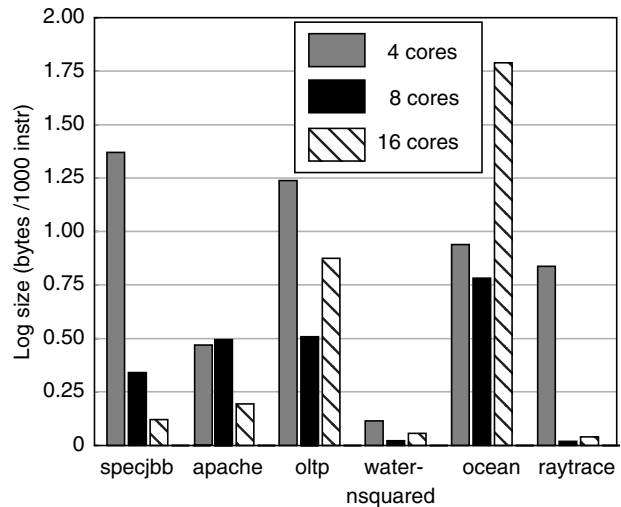 2.00
1.75
1.50
1.25
1.00
0.75
0.50
0.25
0
Log size (bytes /1000 instr)
4 cores
8 cores
16 cores
specjbb apache oltp water- ocean raytrace
nsquared